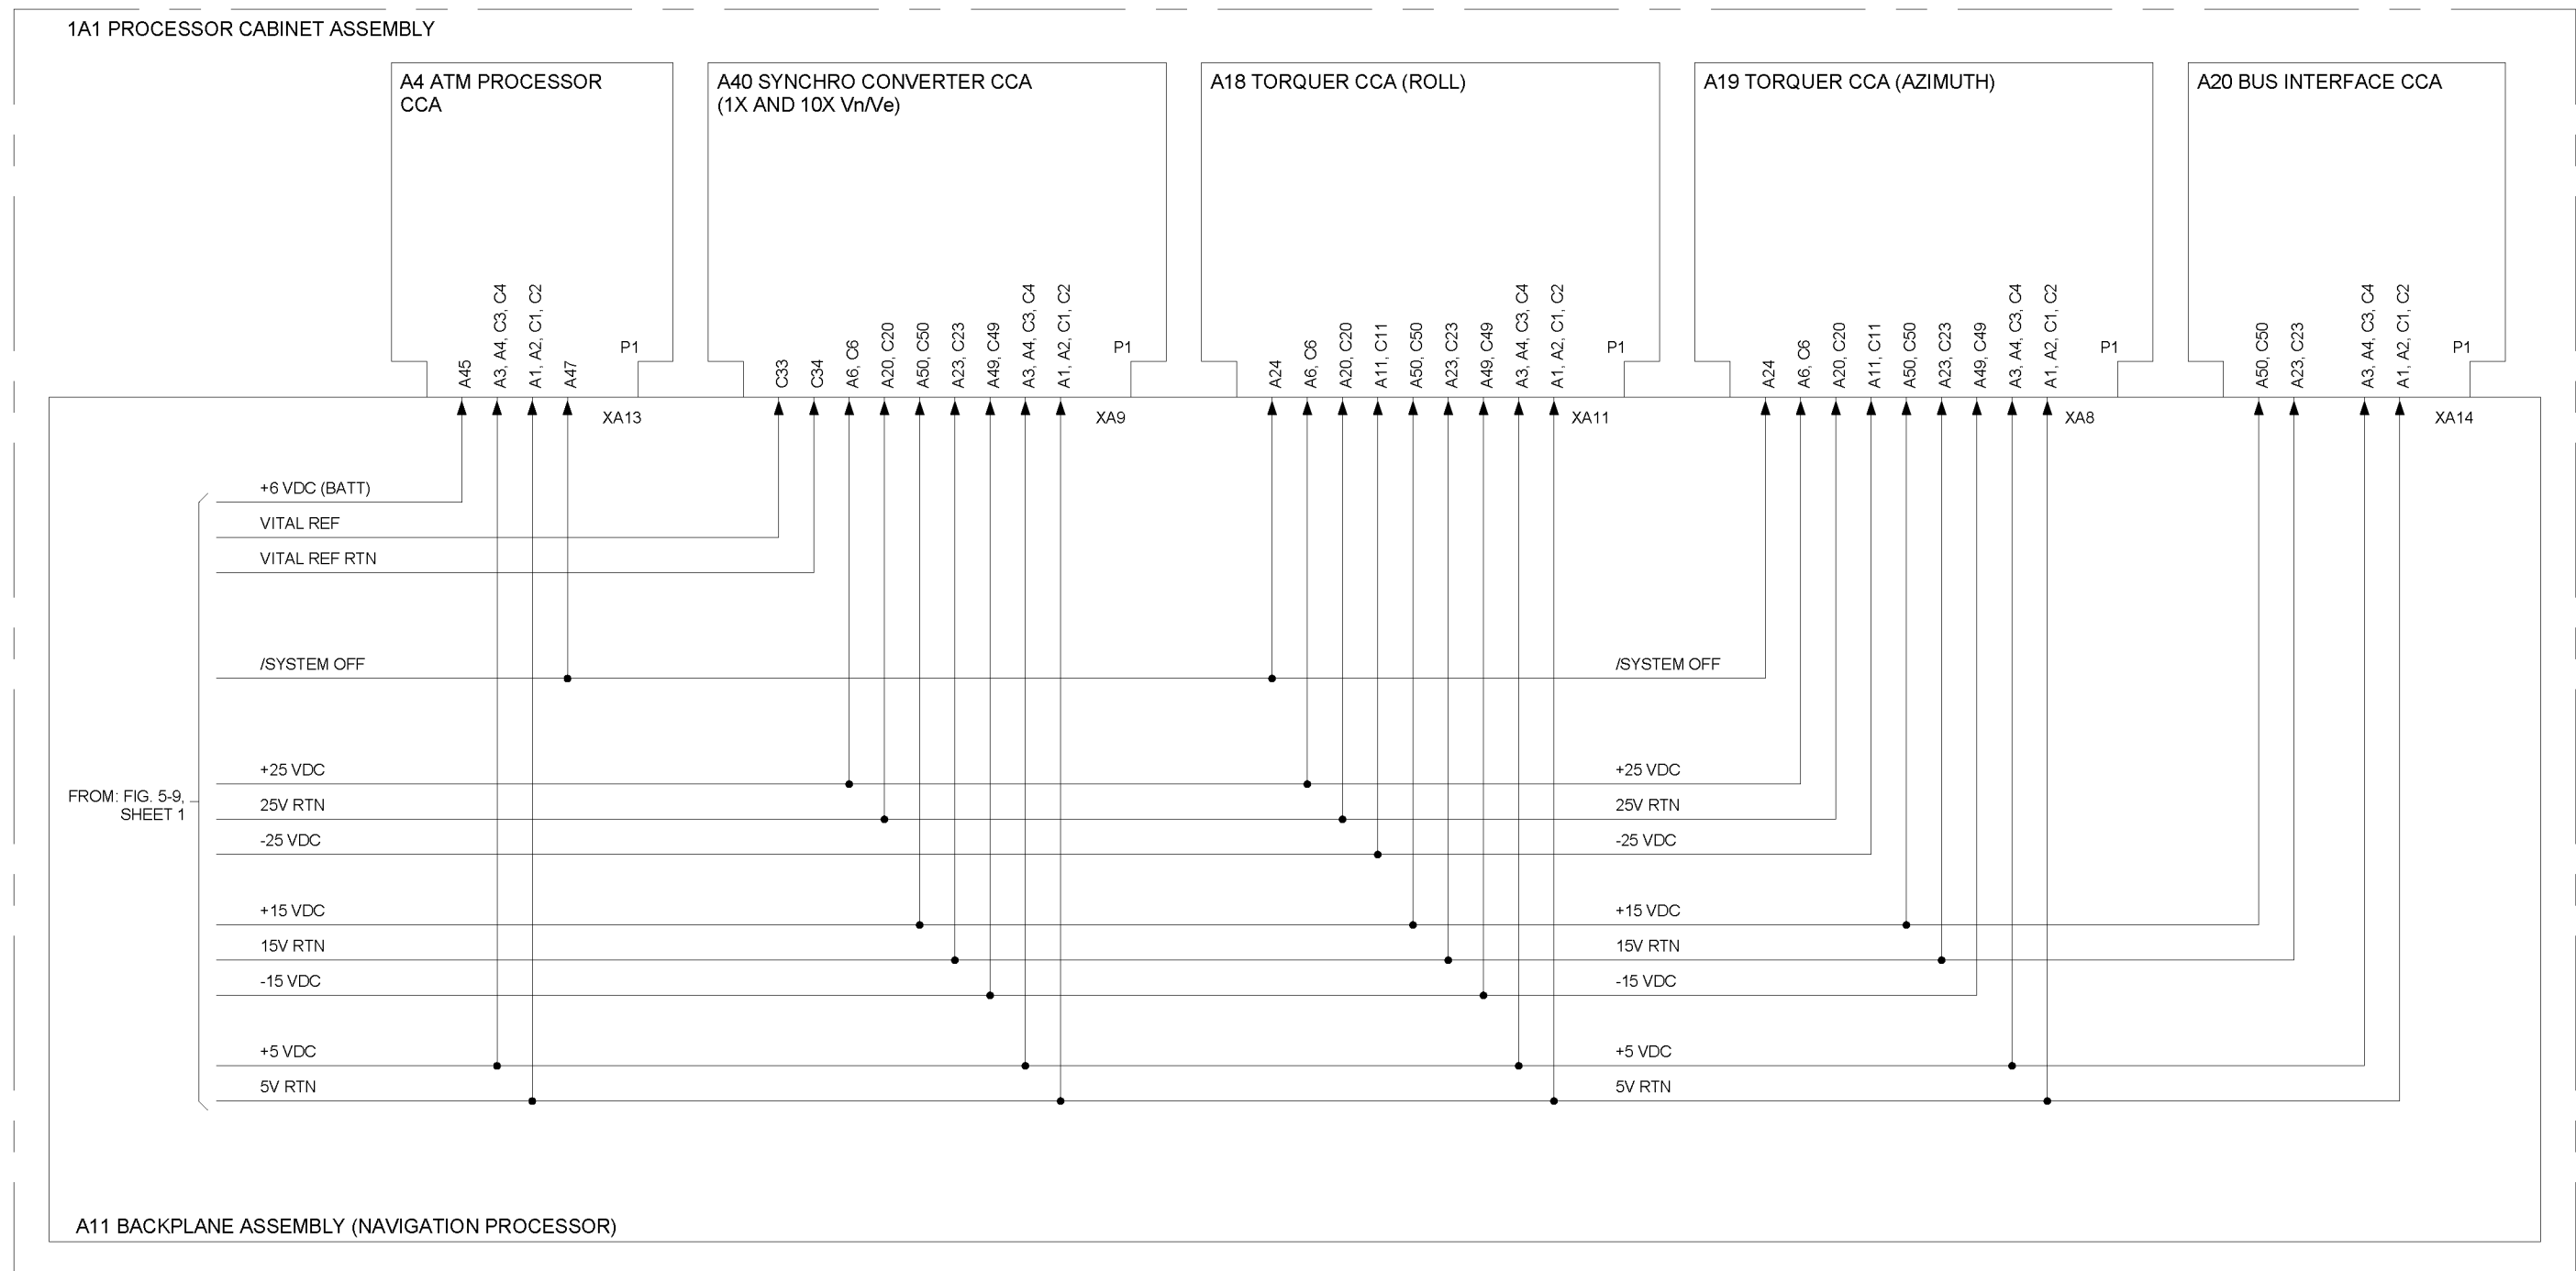 1A1 PROCESSOR CABINET ASSEMBLY
A4 ATM PROCESSOR
CCA
A45
A3, A4, C3, C4
A1, A2, C1, C2
A47
P1
XA13
A40 SYNCHRO CONVERTER CCA
(1X AND 10X Vn/Ve)
C33
C34
A6, C6
A20, C20
A50, C50
A23, C23
A49, C49
A3, A4, C3, C4
A1, A2, C1, C2
P1
XA9
A18 TORQUER CCA (ROLL)
A24
A6, C6
A20, C20
A11, C11
A50, C50
A23, C23
A49, C49
A3, A4, C3, C4
A1, A2, C1, C2
P1
XA11
A19 TORQUER CCA (AZIMUTH)
A24
A6, C6
A20, C20
A11, C11
A50, C50
A23, C23
A49, C49
A3, A4, C3, C4
A1, A2, C1, C2
P1
XA8
A20 BUS INTERFACE CCA
A50, C50
A23, C23
A3, A4, C3, C4
A1, A2, C1, C2
P1
XA14
+6 VDC (BATT)
VITAL REF
VITAL REF RTN
/SYSTEM OFF
/SYSTEM OFF
+25 VDC
+25 VDC
FROM: FIG. 5-9,
SHEET 1
25V RTN
25V RTN
-25 VDC
-25 VDC
+15 VDC
+15 VDC
15V RTN
15V RTN
-15 VDC
-15 VDC
+5 VDC
+5 VDC
5V RTN
5V RTN
A11 BACKPLANE ASSEMBLY (NAVIGATION PROCESSOR)